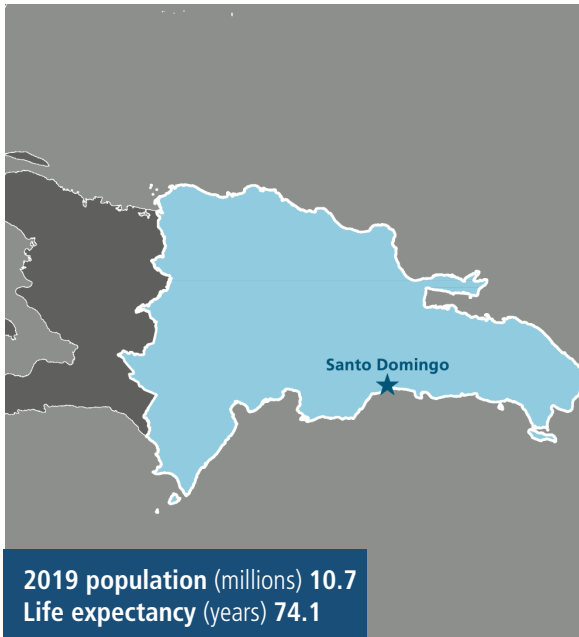 Santo Domingo
2019 population (millions) 10.7
Life expectancy (years) 74.1